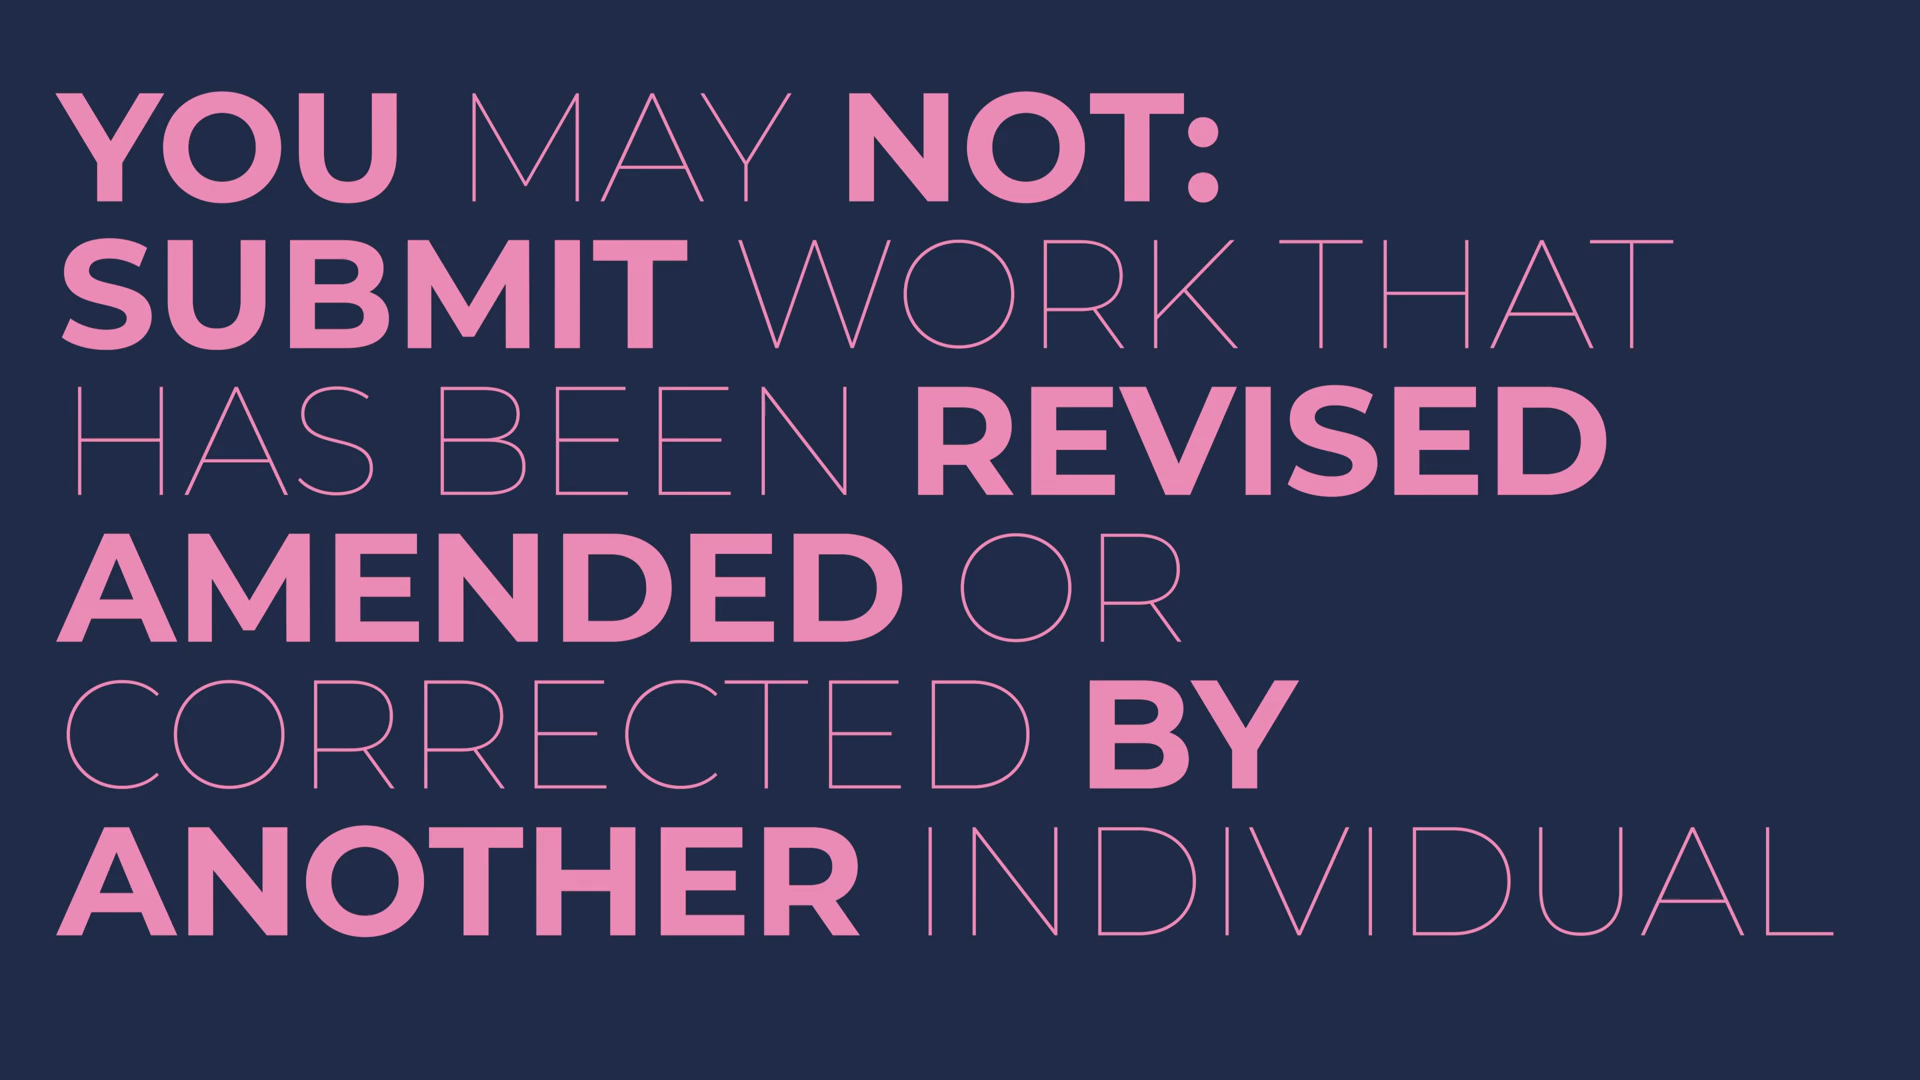 YOU MAY NOT:
SUBMIT WORK THAT
HAS BEEN REVISED
AMENDED OR
CORRECTED BY
ANOTHER INDIVIDUAL